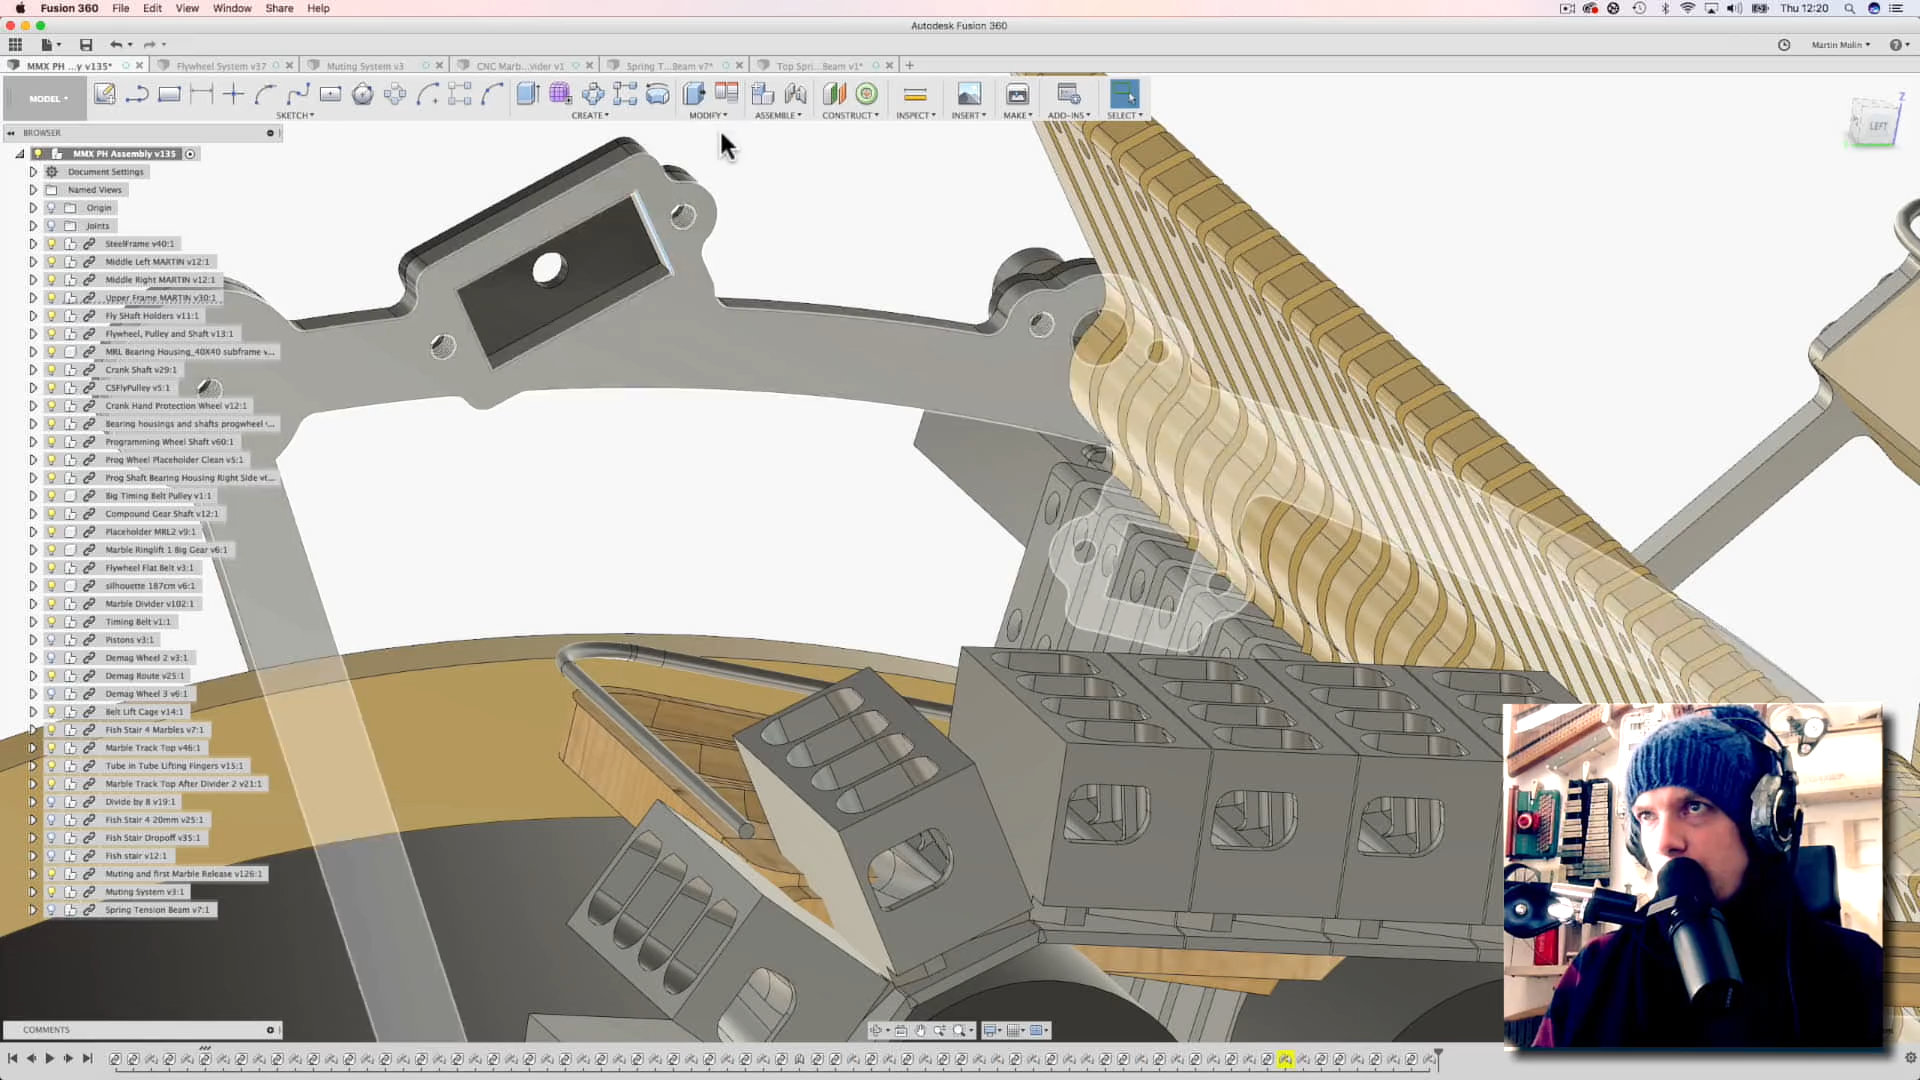 Fusion 360 File Edit View Window Share Help
Thu 12:20
Autodesk Fusion 360
Martin Molin
MMX PH ...y v135*
Flywheel System v37
Muting System v3
CNC Marb...vider v1
Spring T...Beam v7*
Top Spri...Beam v1*
MODEL
SKETCH
CREATE
MODIFY
ASSEMBLE
CONSTRUCT
INSPECT
INSERT
MAKE
ADD-INS
SELECT
Z
LEFT
BROWSER
MMX PH Assembly v135
Document Settings
Named Views
Origin
Joints
SteelFrame v40:1
Middle Left MARTIN v12:1
Middle Right MARTIN v12:1
Upper Frame MARTIN v30:1
Fly SHaft Holders v11:1
Flywheel, Pulley and Shaft v13:1
MRL Bearing Housing_40X40 subframe v...
Crank Shaft v29:1
CSFlyPulley v5:1
Crank Hand Protection Wheel v12:1
Bearing housings and shafts progwheel v...
Programming Wheel Shaft v60:1
Prog Wheel Placeholder Clean v5:1
Prog Shaft Bearing Housing Right Side v...
Big Timing Belt Pulley v1:1
Compound Gear Shaft v12:1
Placeholder MRL2 v9:1
Marble Ringlift 1 Big Gear v6:1
Flywheel Flat Belt v3:1
silhouette 187cm v6:1
Marble Divider v102:1
Timing Belt v1:1
Pistons v3:1
Demag Wheel 2 v3:1
Demag Route v25:1
Demag Wheel 3 v6:1
Belt Lift Cage v14:1
Fish Stair 4 Marbles v7:1
Marble Track Top v46:1
Tube in Tube Lifting Fingers v15:1
Marble Track Top After Divider 2 v21:1
Divide by 8 v19:1
Fish Stair 4 20mm v25:1
Fish Stair Dropoff v35:1
Fish stair v12:1
Muting and first Marble Release v126:1
Muting System v3:1
Spring Tension Beam v7:1
COMMENTS